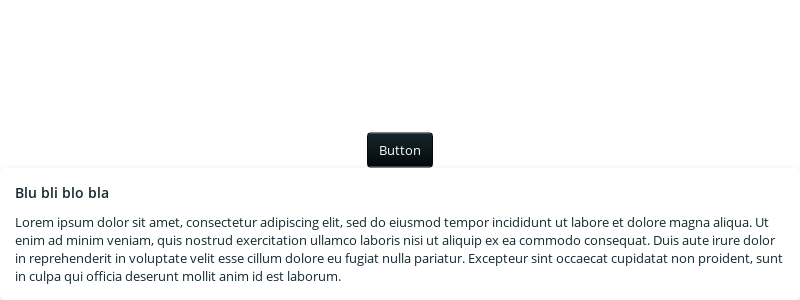 Button
Blu bli blo bla
Lorem ipsum dolor sit amet, consectetur adipiscing elit, sed do eiusmod tempor incididunt ut labore et dolore magna aliqua. Ut
enim ad minim veniam, quis nostrud exercitation ullamco laboris nisi ut aliquip ex ea commodo consequat. Duis aute irure dolor
in reprehenderit in voluptate velit esse cillum dolore eu fugiat nulla pariatur. Excepteur sint occaecat cupidatat non proident, sunt
in culpa qui officia deserunt mollit anim id est laborum.